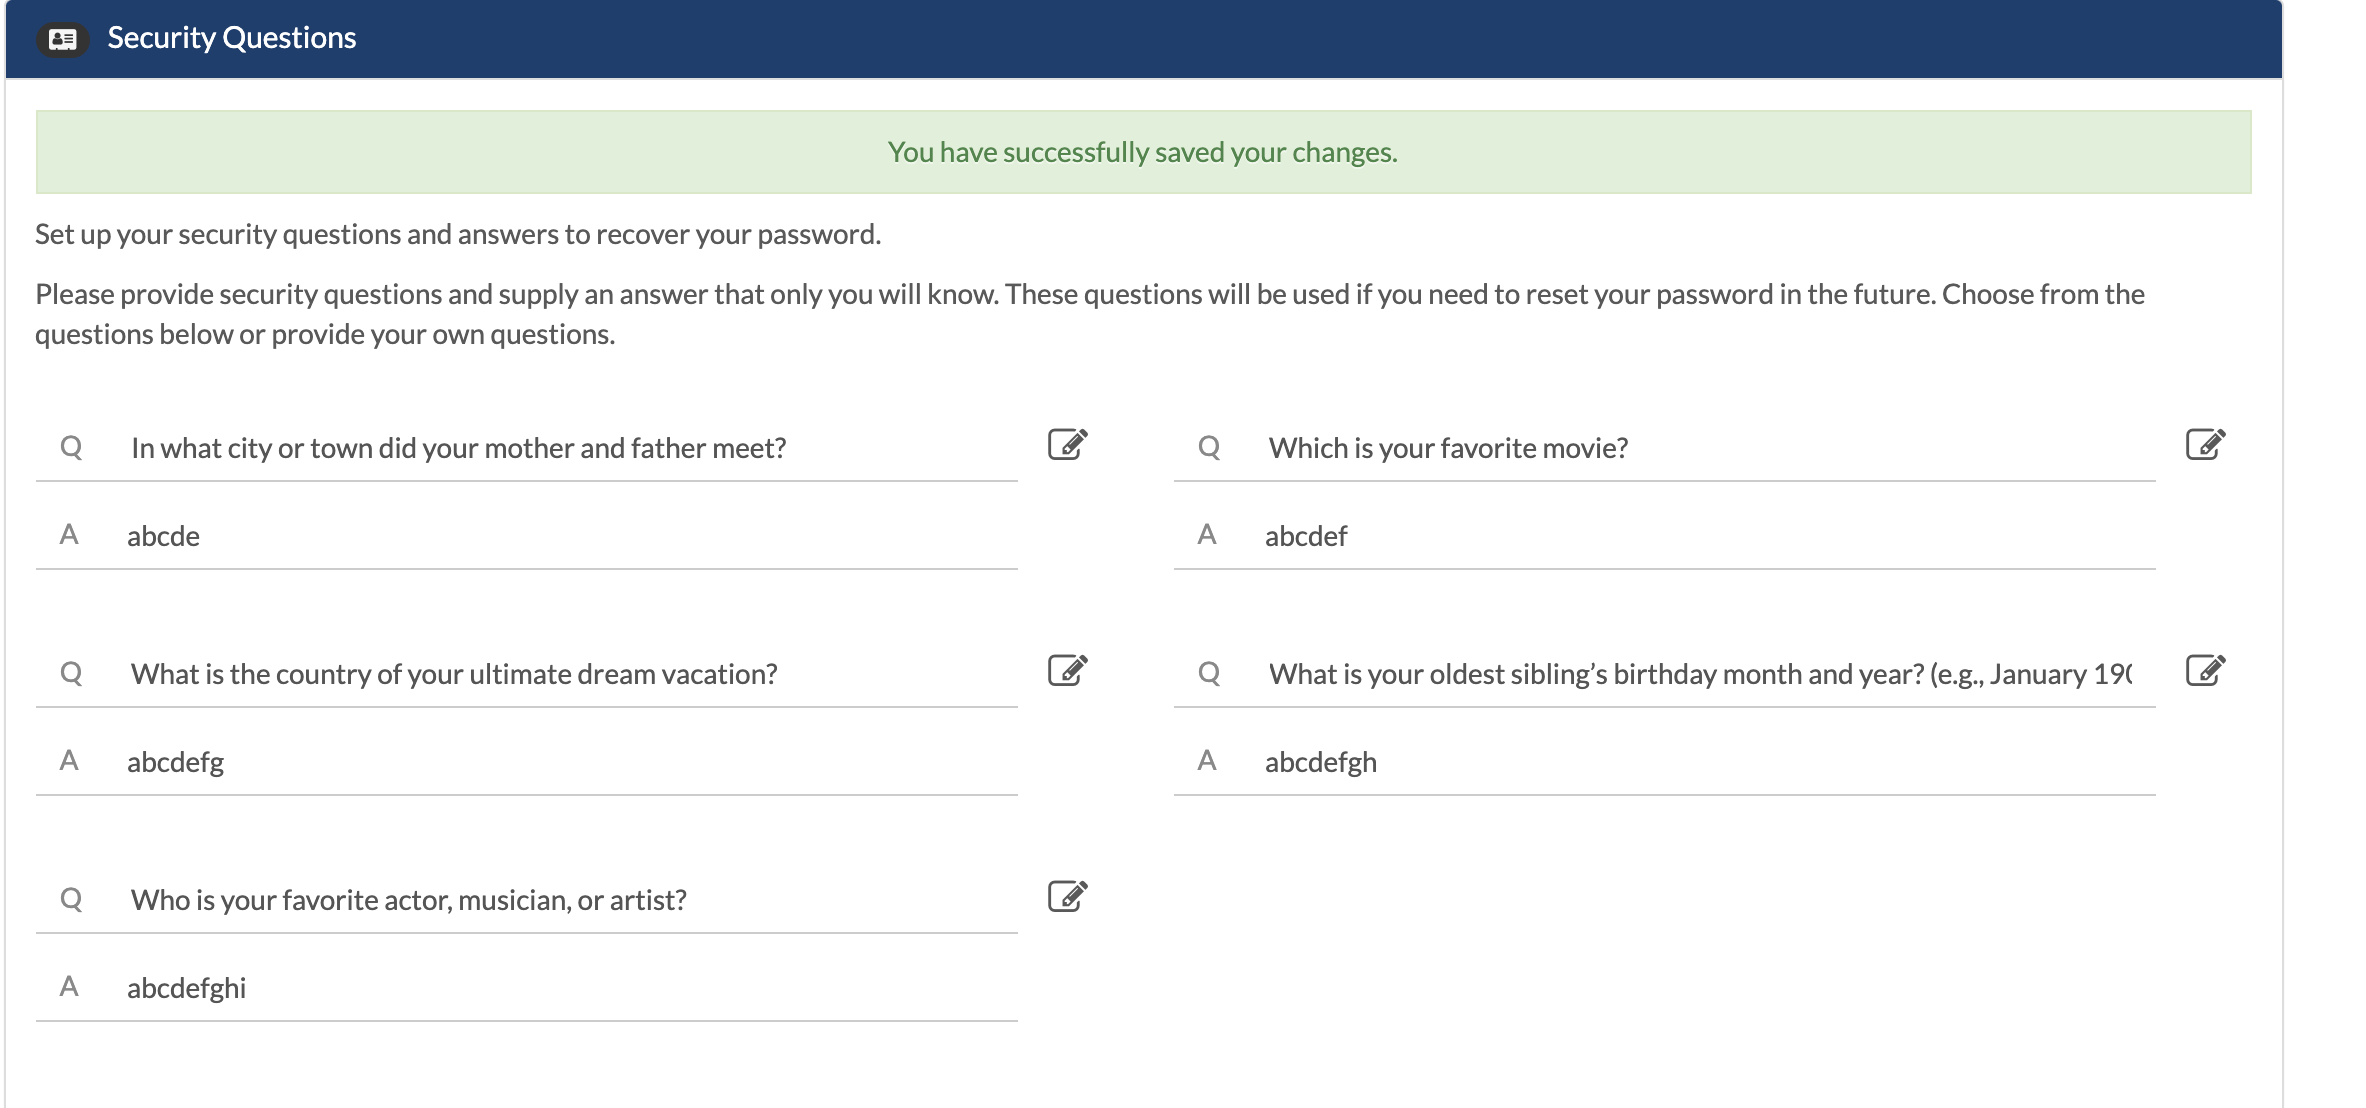 Security Questions
You have successfully saved your changes.
Set up your security questions and answers to recover your password.
Please provide security questions and supply an answer that only you will know. These questions will be used if you need to reset your password in the future. Choose from the
questions below or provide your own questions.
Q In what city or town did your mother and father meet?
A abcde
Q Which is your favorite movie?
A abcdef
Q What is the country of your ultimate dream vacation?
A abcdefg
Q What is your oldest sibling’s birthday month and year? (e.g., January 190
A abcdefgh
Q Who is your favorite actor, musician, or artist?
A abcdefghi